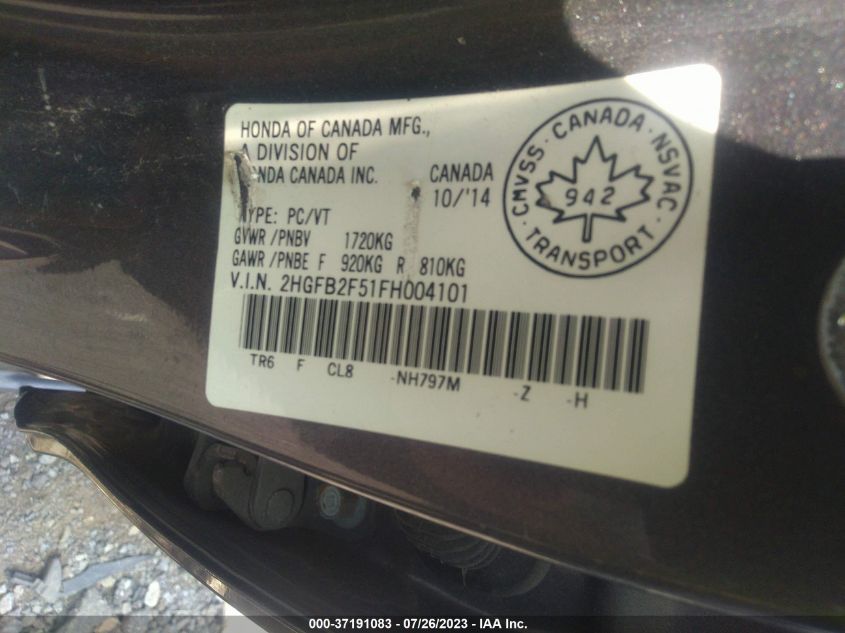 HONDA OF CANADA MFG.,
A DIVISION OF
NDA CANADA INC.
CANADA
10/'14
YPE: PC/VT
GVWR/PNBV 1720KG
GAWR/PNBE F 920KG R 810KG
V.I.N. 2HGFB2F51FH004101
TR6 F CL8 -NH797M -Z -H
CMVSS · CANADA · NSVAC
942
· TRANSPORT ·
000-37191083 / 07/26/2023 - IAA Inc.